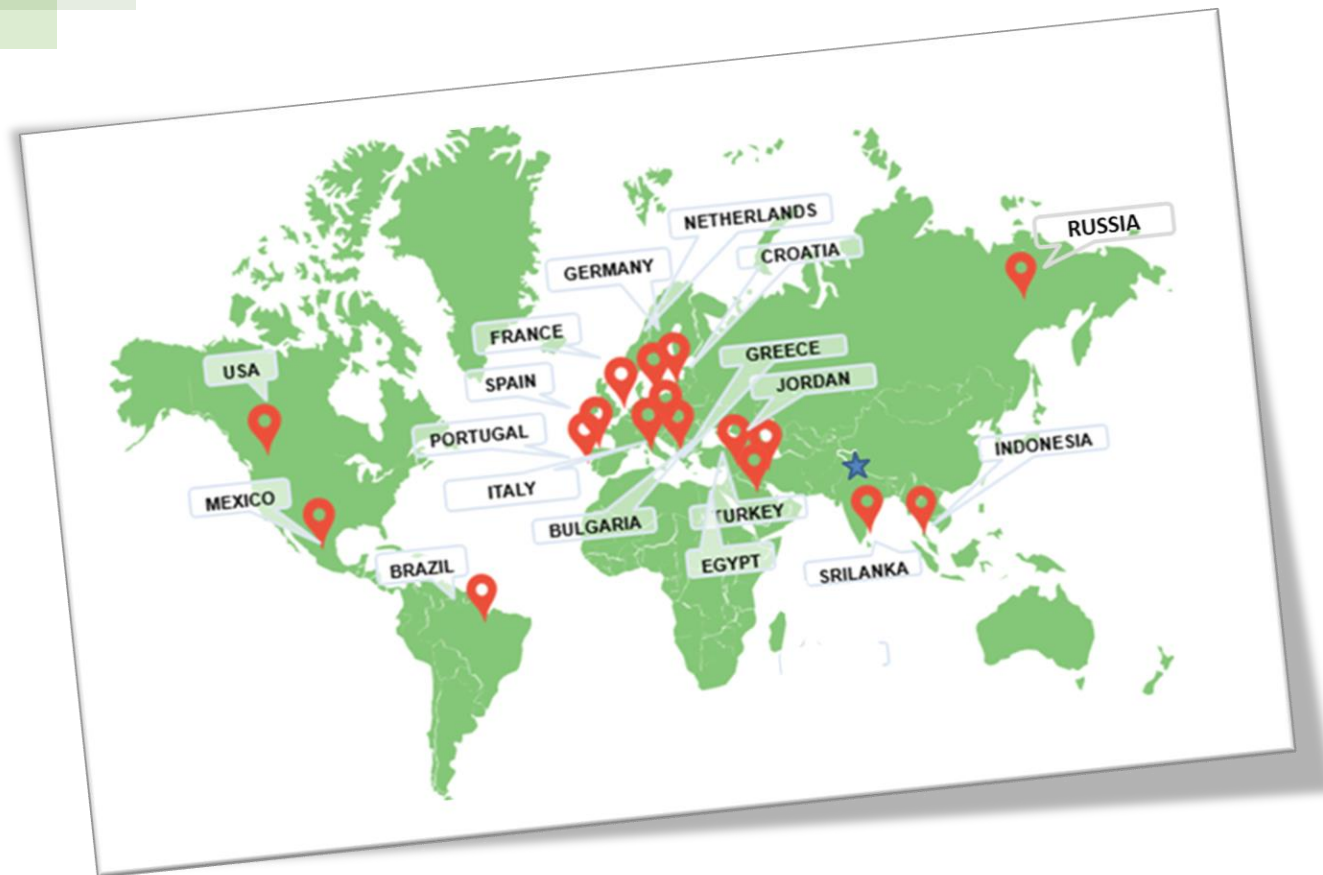 NETHERLANDS
RUSSIA
CROATIA
GERMANY
FRANCE
GREECE
USA
SPAIN
JORDAN
PORTUGAL
INDONESIA
MEXICO
ITALY
BULGARIA
TURKEY
BRAZIL
EGYPT
SRILANKA